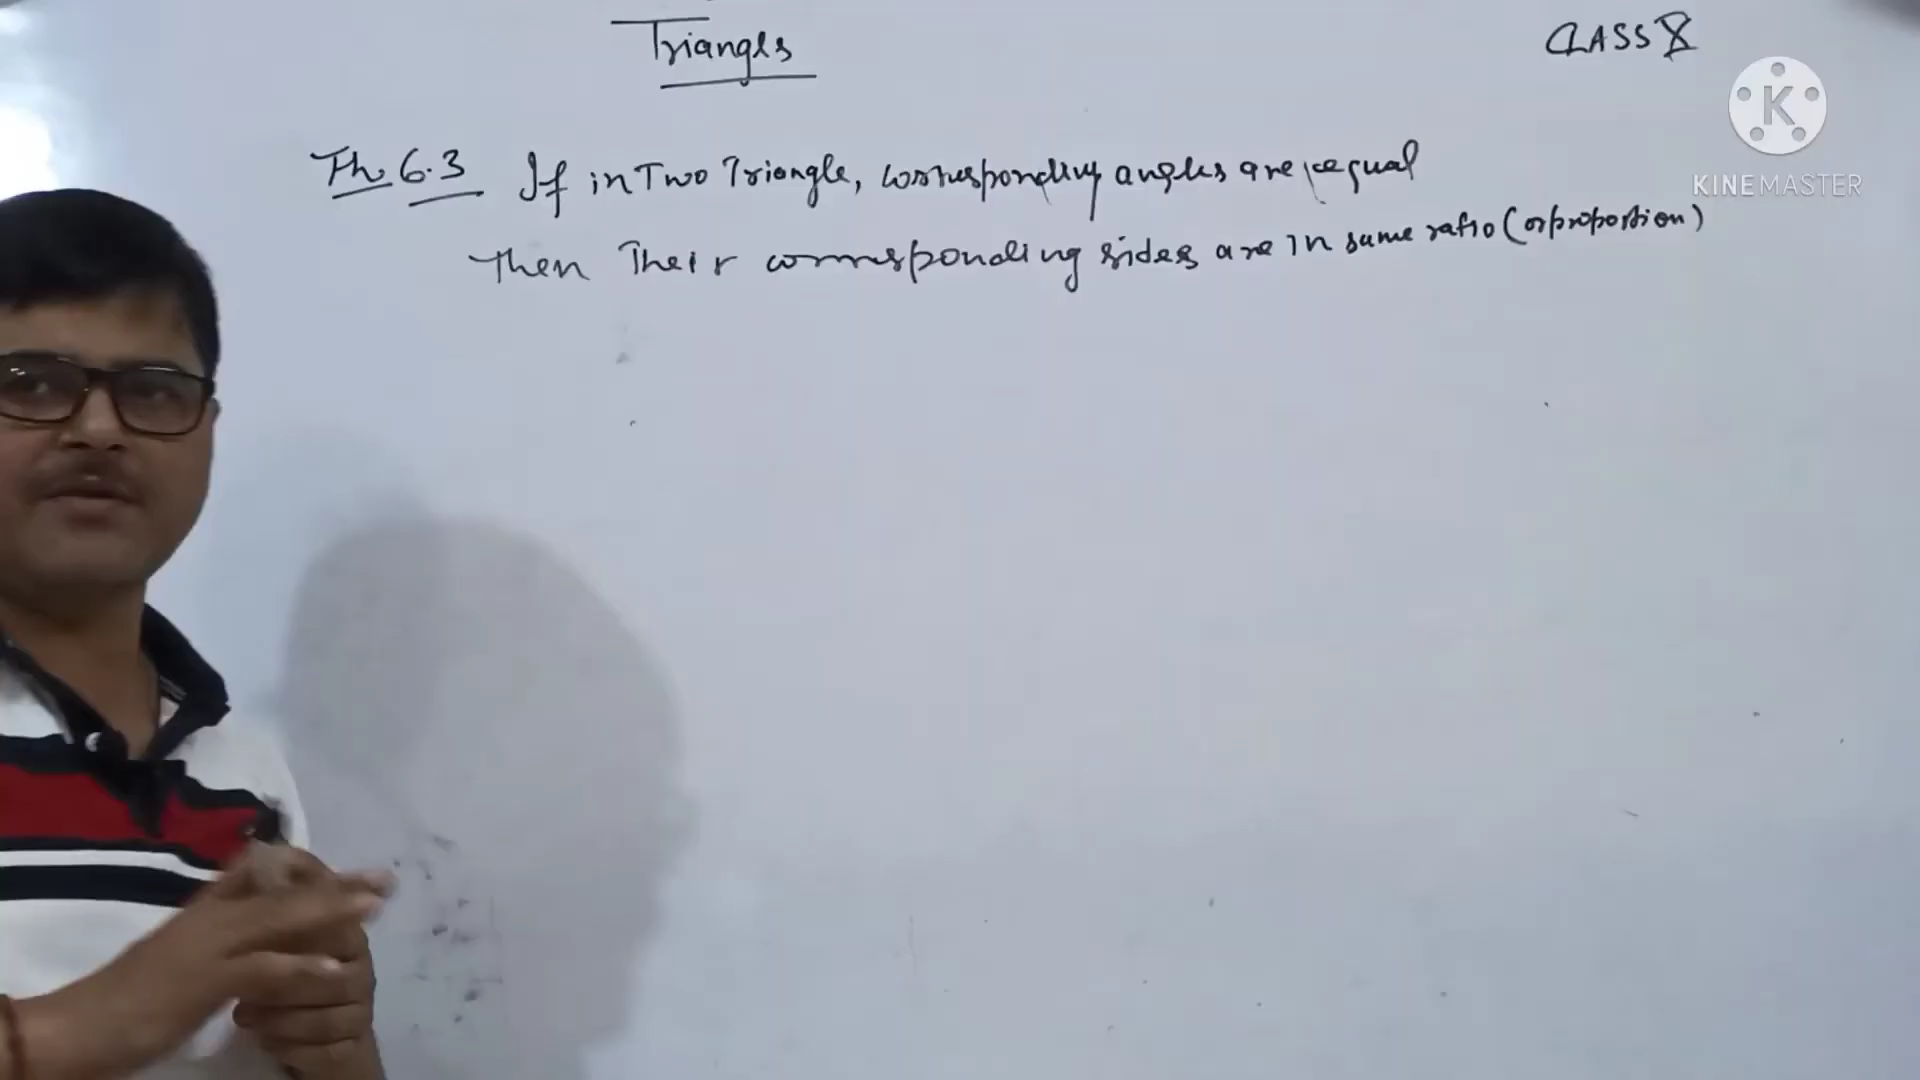 Triangles
CLASS X
K
KINEMASTER
Th. 6.3 If in Two Triangle, corresponding angles are equal
Then Their corresponding sides are in same ratio (or proportion)